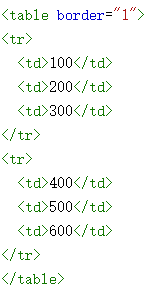 <table border="1">
<tr>
  <td>100</td>
  <td>200</td>
  <td>300</td>
</tr>
<tr>
  <td>400</td>
  <td>500</td>
  <td>600</td>
</tr>
</table>